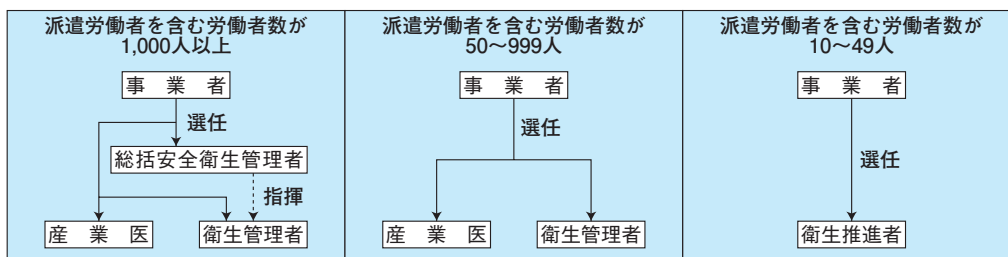 派遣労働者を含む労働者数が
1,000人以上
事業者
選任
総括安全衛生管理者
指揮
産業医
衛生管理者
派遣労働者を含む労働者数が
50〜999人
事業者
選任
産業医
衛生管理者
派遣労働者を含む労働者数が
10〜49人
事業者
選任
衛生推進者